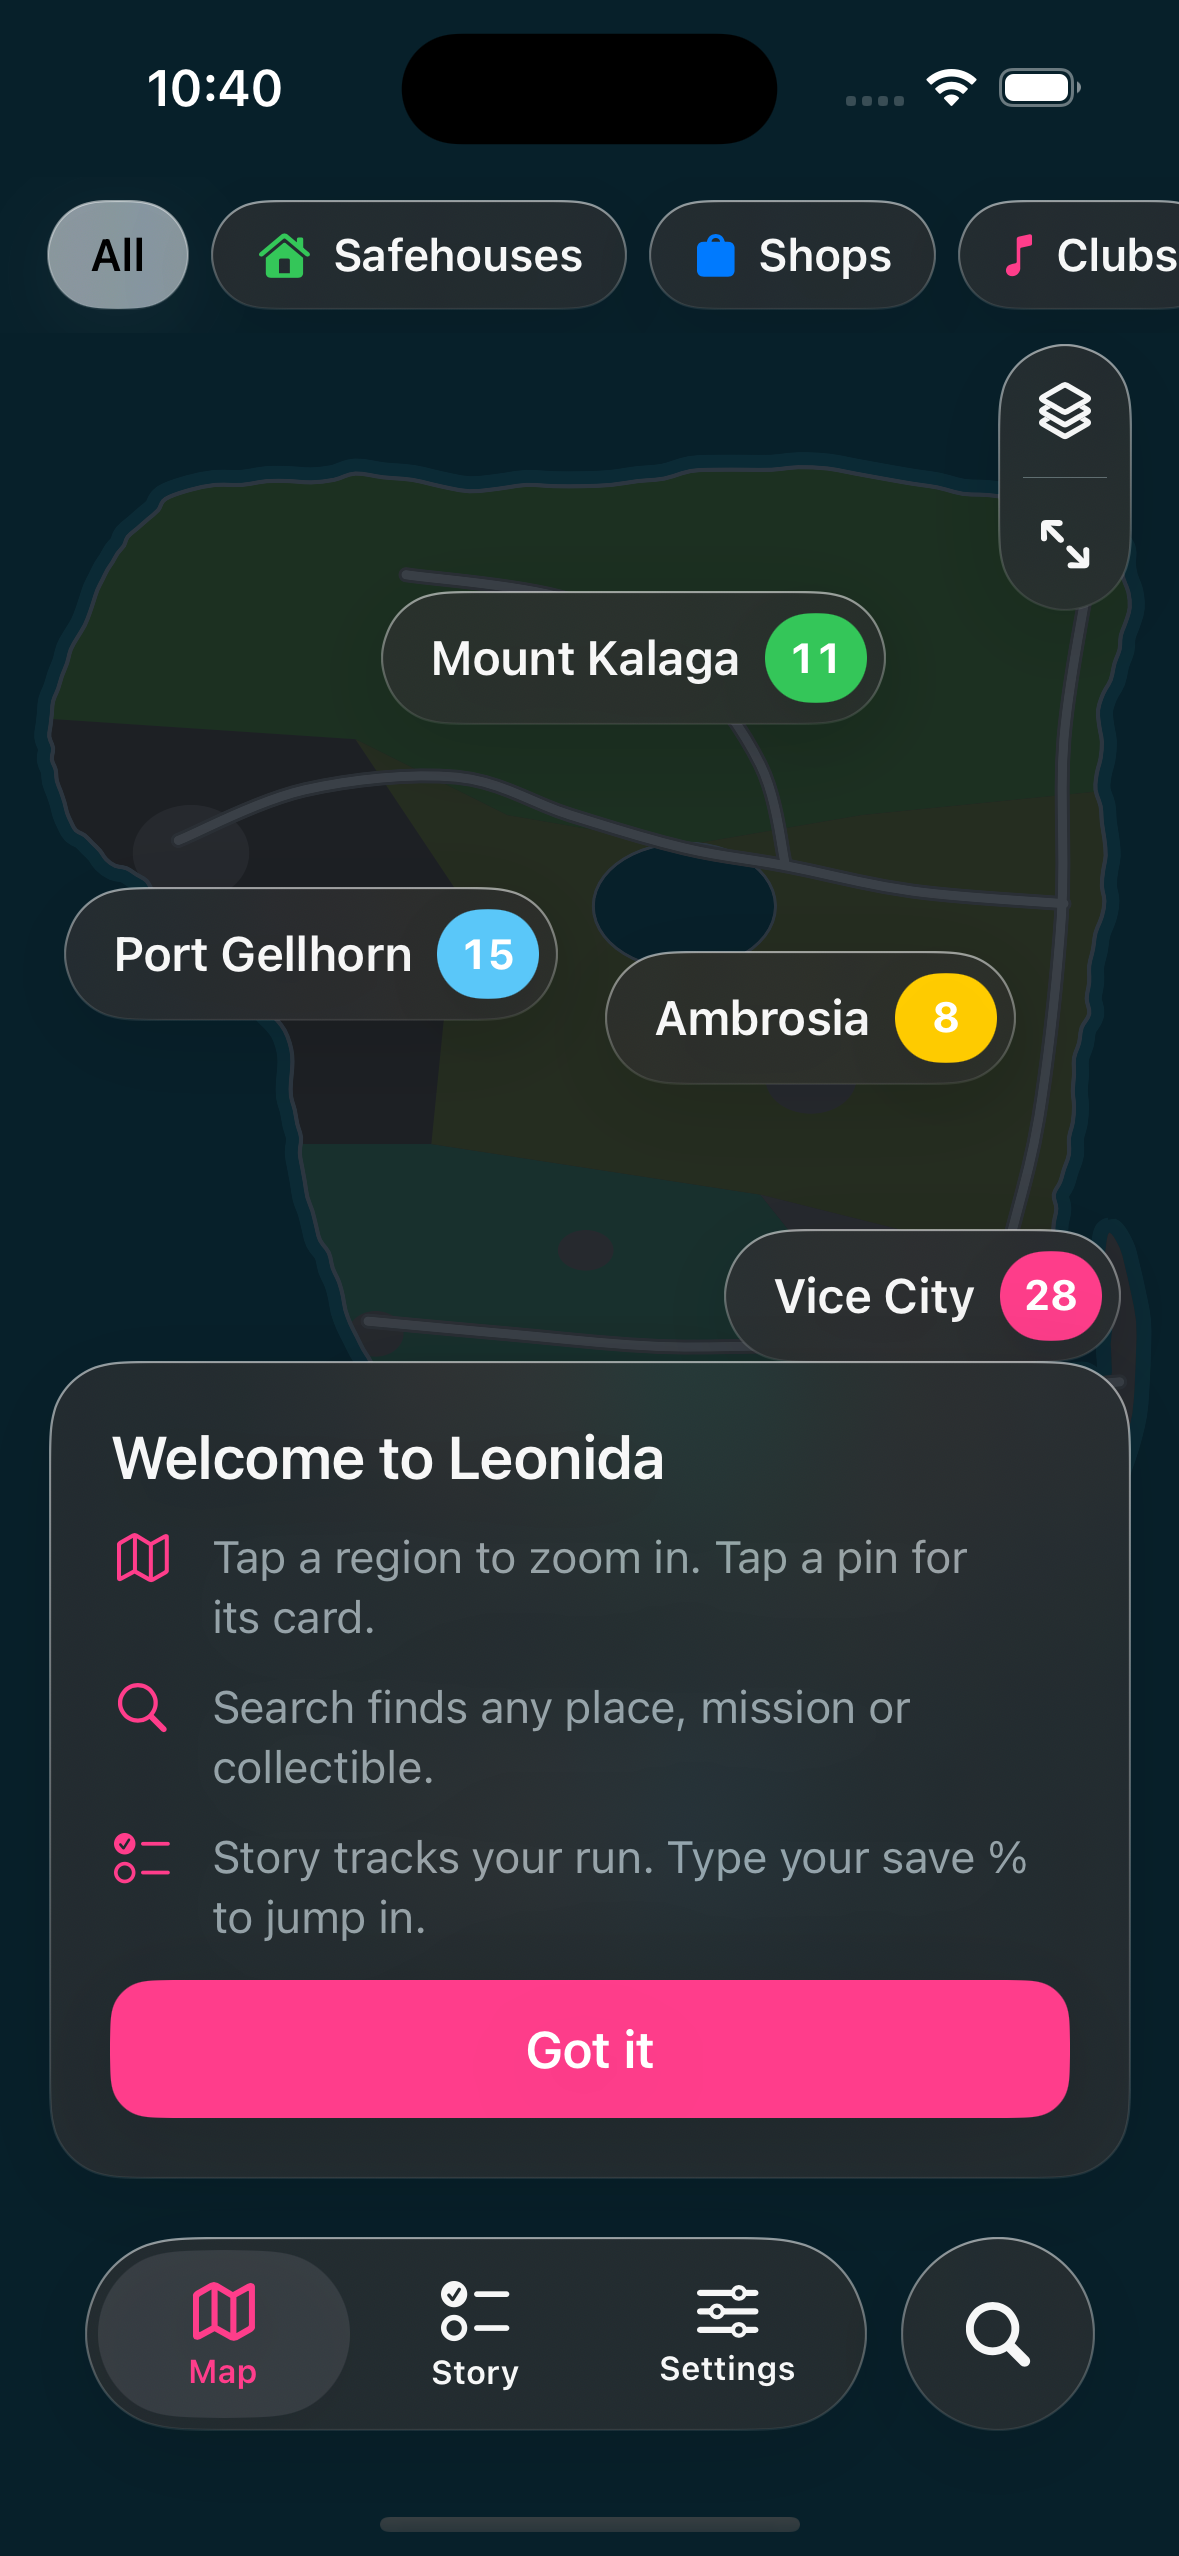 10:40
All
Safehouses
Shops
Clubs
Mount Kalaga 11
Port Gellhorn 15
Ambrosia 8
Vice City 28
Welcome to Leonida
Tap a region to zoom in. Tap a pin for
its card.
Search finds any place, mission or
collectible.
Story tracks your run. Type your save %
to jump in.
Got it
Map
Story
Settings